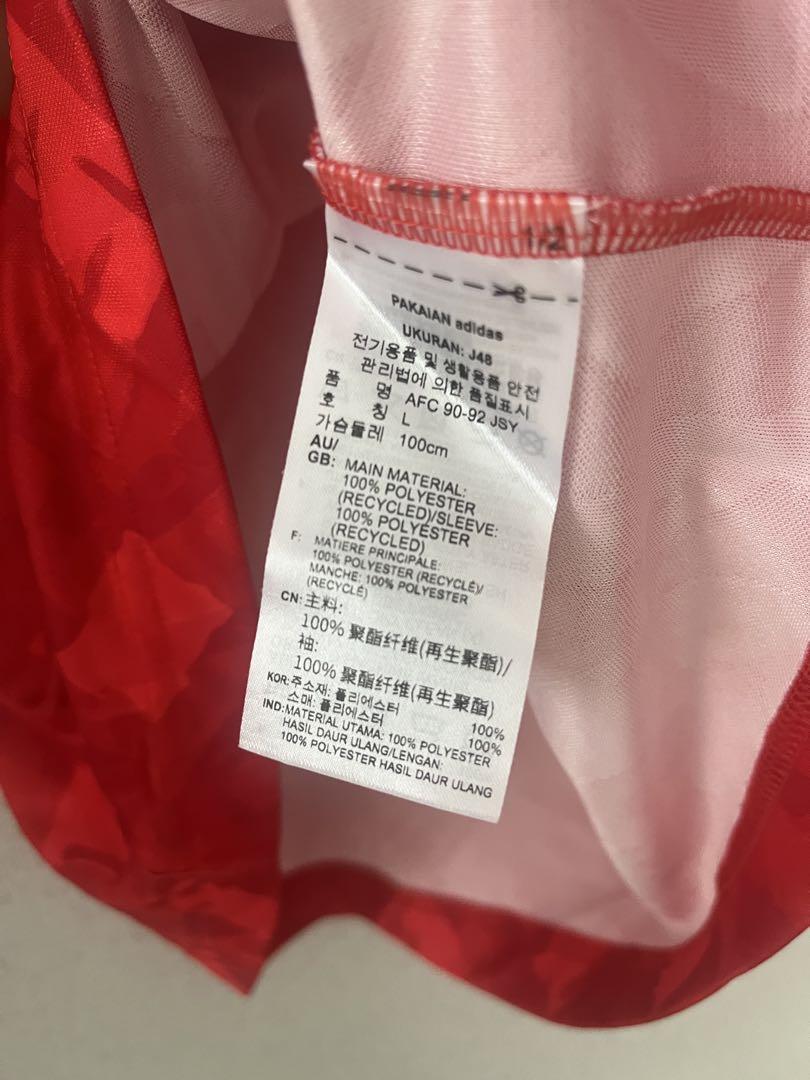 1/2
PAKAIAN adidas
UKURAN: J48
전기용품 및 생활용품 안전
관리법에 의한 품질표시
품 명 AFC 90-92 JSY
호 칭 L
가슴둘레 100cm
AU/
GB: MAIN MATERIAL:
100% POLYESTER
(RECYCLED)/SLEEVE:
100% POLYESTER
(RECYCLED)
F: MATIERE PRINCIPALE:
100% POLYESTER (RECYCLÉ)/
MANCHE: 100% POLYESTER
(RECYCLÉ)
CN: 主料:
100% 聚酯纤维(再生聚酯)/
袖:
100% 聚酯纤维(再生聚酯)
KOR: 주소재: 폴리에스터 100%
소매: 폴리에스터 100%
IND: MATERIAL UTAMA: 100% POLYESTER
HASIL DAUR ULANG/LENGAN:
100% POLYESTER HASIL DAUR ULANG